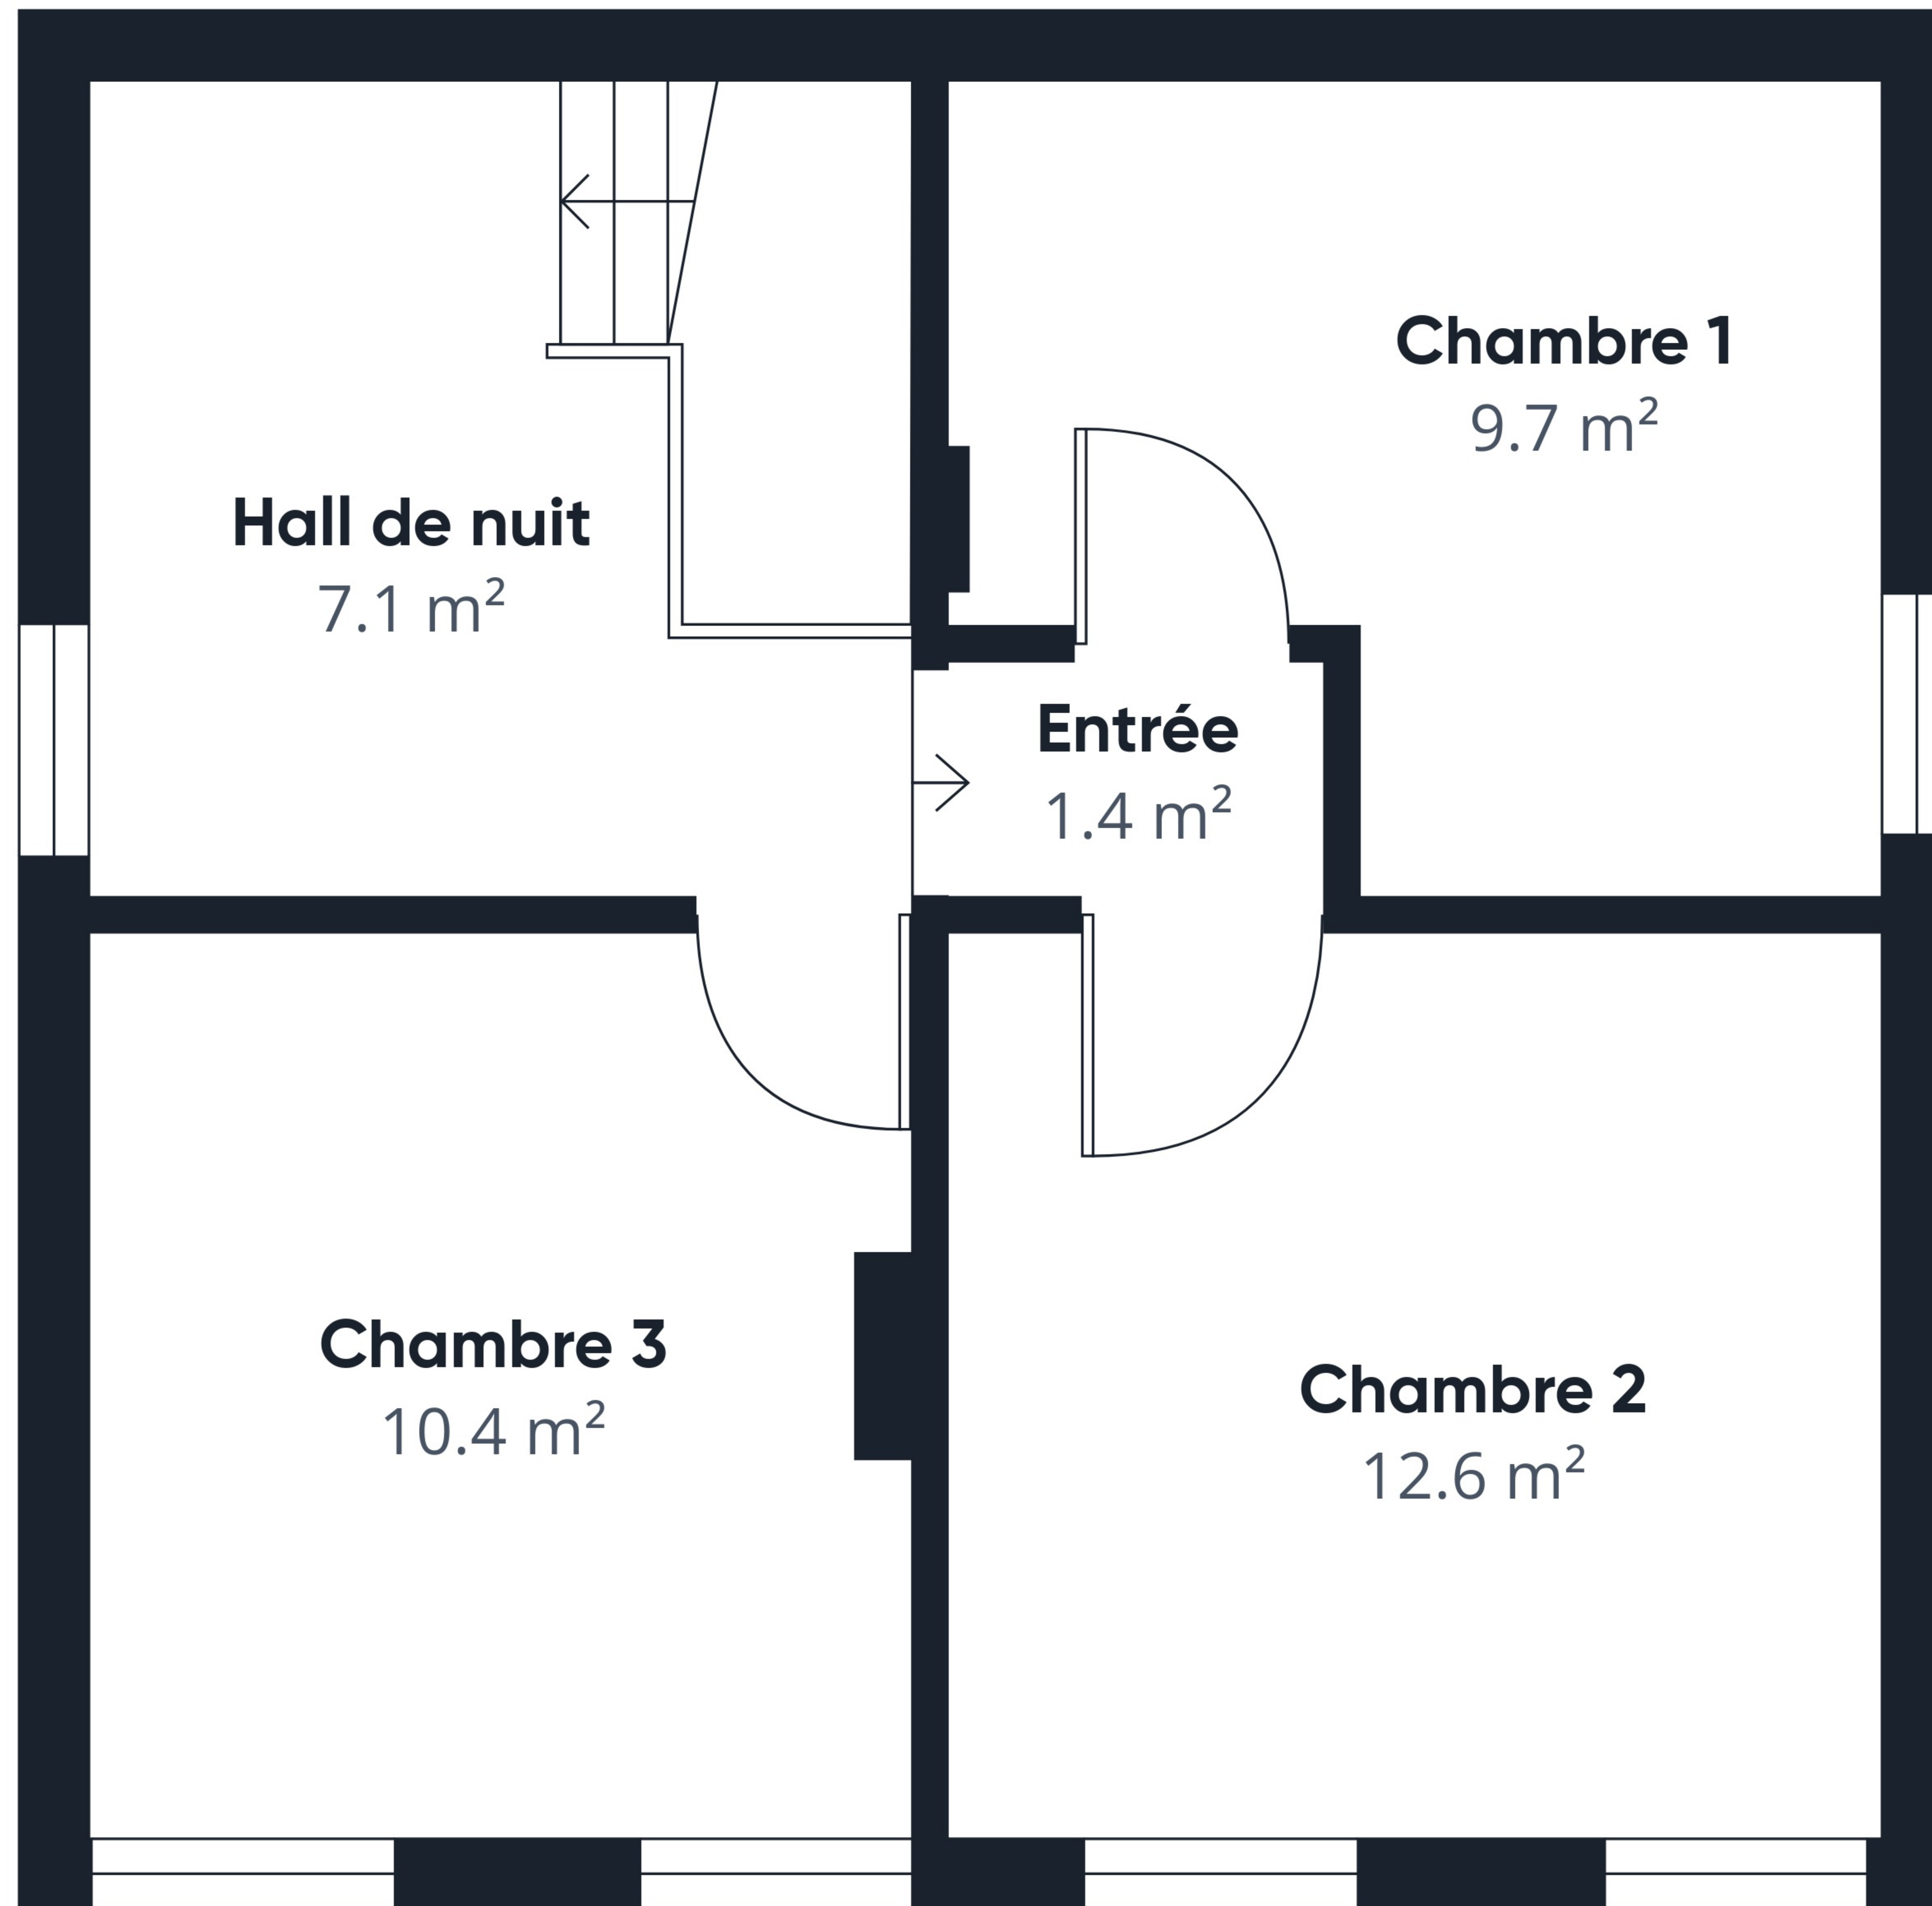 Chambre 1
9.7 m²
Hall de nuit
7.1 m²
Entrée
1.4 m²
Chambre 3
10.4 m²
Chambre 2
12.6 m²